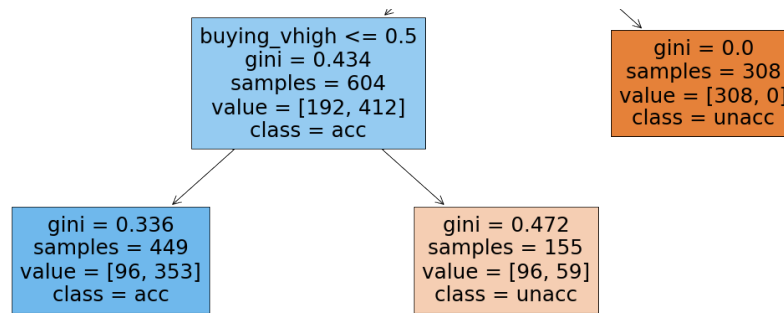 buying_vhigh <= 0.5
gini = 0.434
samples = 604
value = [192, 412]
class = acc
gini = 0.0
samples = 308
value = [308, 0]
class = unacc
gini = 0.336
samples = 449
value = [96, 353]
class = acc
gini = 0.472
samples = 155
value = [96, 59]
class = unacc